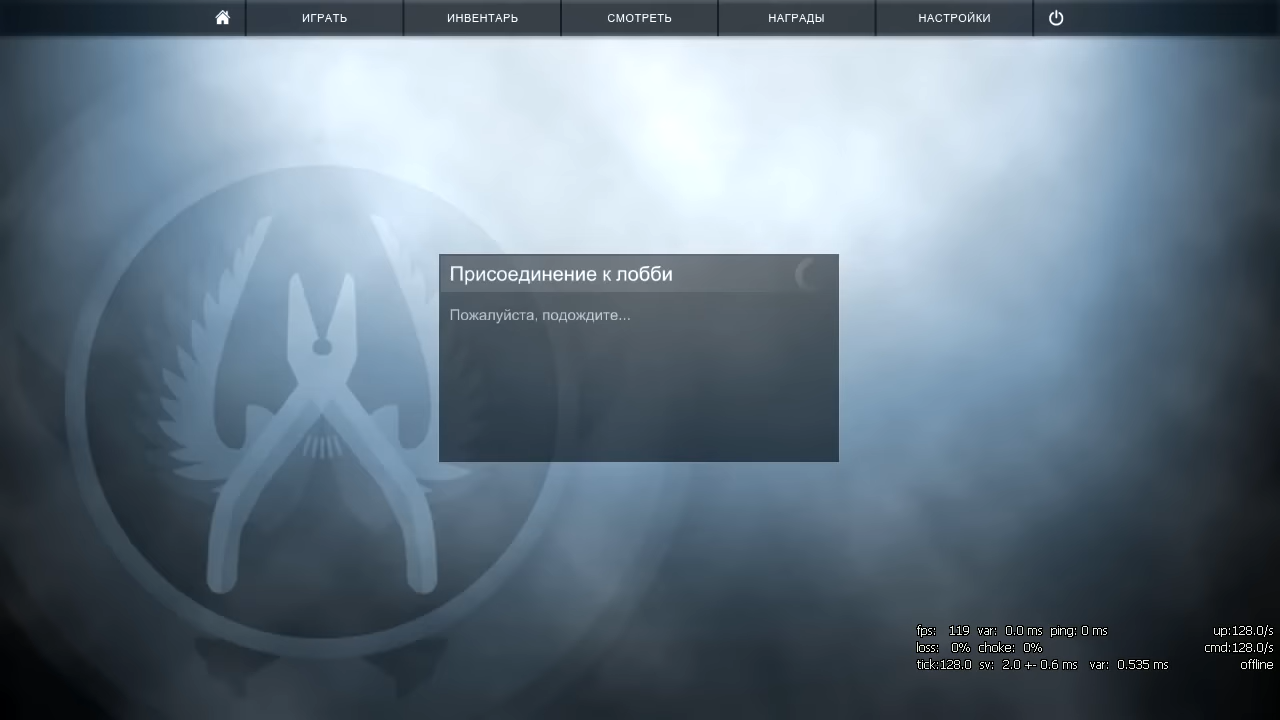 ИГРАТЬ ИНВЕНТАРЬ СМОТРЕТЬ НАГРАДЫ НАСТРОЙКИ
Присоединение к лобби
Пожалуйста, подождите...
fps: 119 var: 0.0 ms ping: 0 ms up:128.0/s
loss: 0% choke: 0% cmd:128.0/s
tick:128.0 sv: 2.0 +- 0.6 ms var: 0.535 ms offline